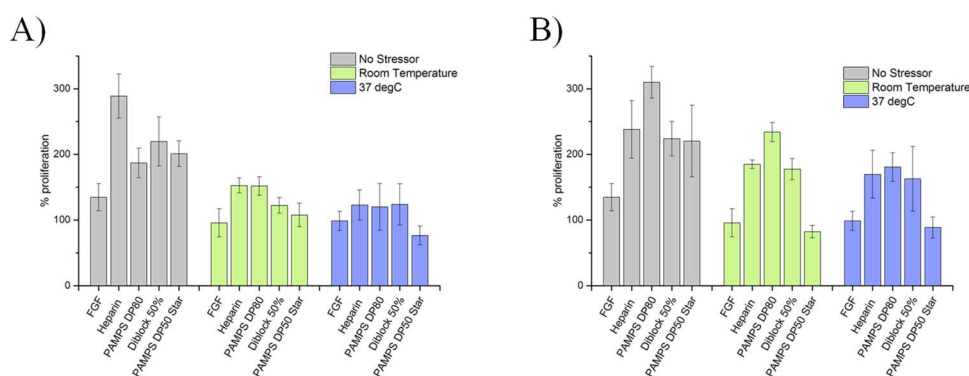 A)
No Stressor
Room Temperature
37 degC
% proliferation
300
200
100
0
FGF
Heparin
PAMPS DP80
Diblock 50%
PAMPS DP50 Star
FGF
Heparin
PAMPS DP80
Diblock 50%
PAMPS DP50 Star
FGF
Heparin
PAMPS DP80
Diblock 50%
PAMPS DP50 Star
B)
No Stressor
Room Temperature
37 degC
% proliferation
300
200
100
0
FGF
Heparin
PAMPS DP80
Diblock 50%
PAMPS DP50 Star
FGF
Heparin
PAMPS DP80
Diblock 50%
PAMPS DP50 Star
FGF
Heparin
PAMPS DP80
Diblock 50%
PAMPS DP50 Star